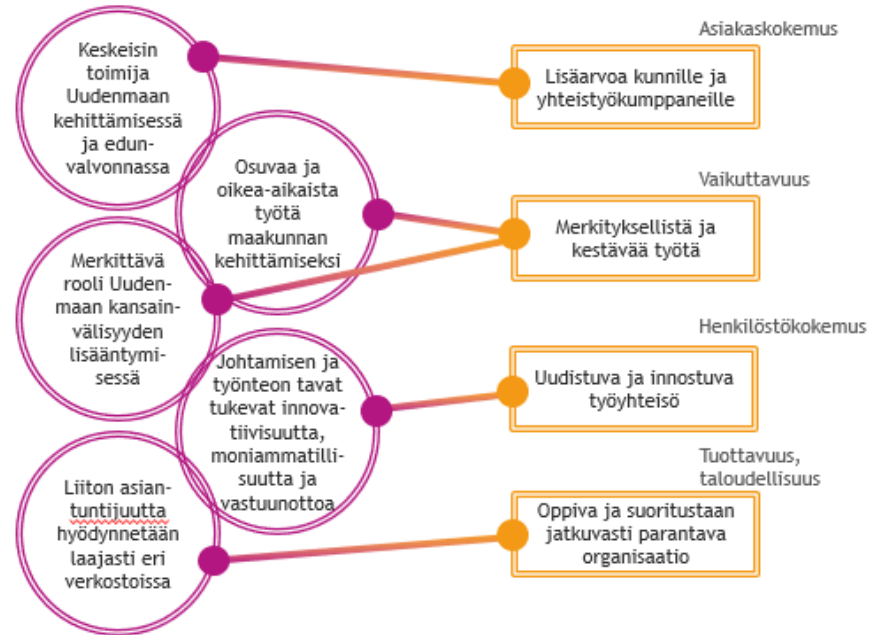 Keskeisin
toimija
Uudenmaan
kehittämisessä
ja edun-
valvonnassa
Asiakaskokemus
Lisäarvoa kunnille ja
yhteistyökumppaneille
Osuvaa ja
oikea-aikaista
työtä
maakunnan
kehittämiseksi
Vaikuttavuus
Merkityksellistä ja
kestävää työtä
Merkittävä
rooli Uuden-
maan kansain-
välisyyden
lisääntymi-
sessä
Johtamisen ja
työnteon tavat
tukevat innova-
tiivisuutta,
moniammatilli-
suutta ja
vastuunottoa
Henkilöstökokemus
Uudistuva ja innostuva
työyhteisö
Liiton asian-
tuntijuutta
hyödynnetään
laajasti eri
verkostoissa
Tuottavuus,
taloudellisuus
Oppiva ja suoritustaan
jatkuvasti parantava
organisaatio